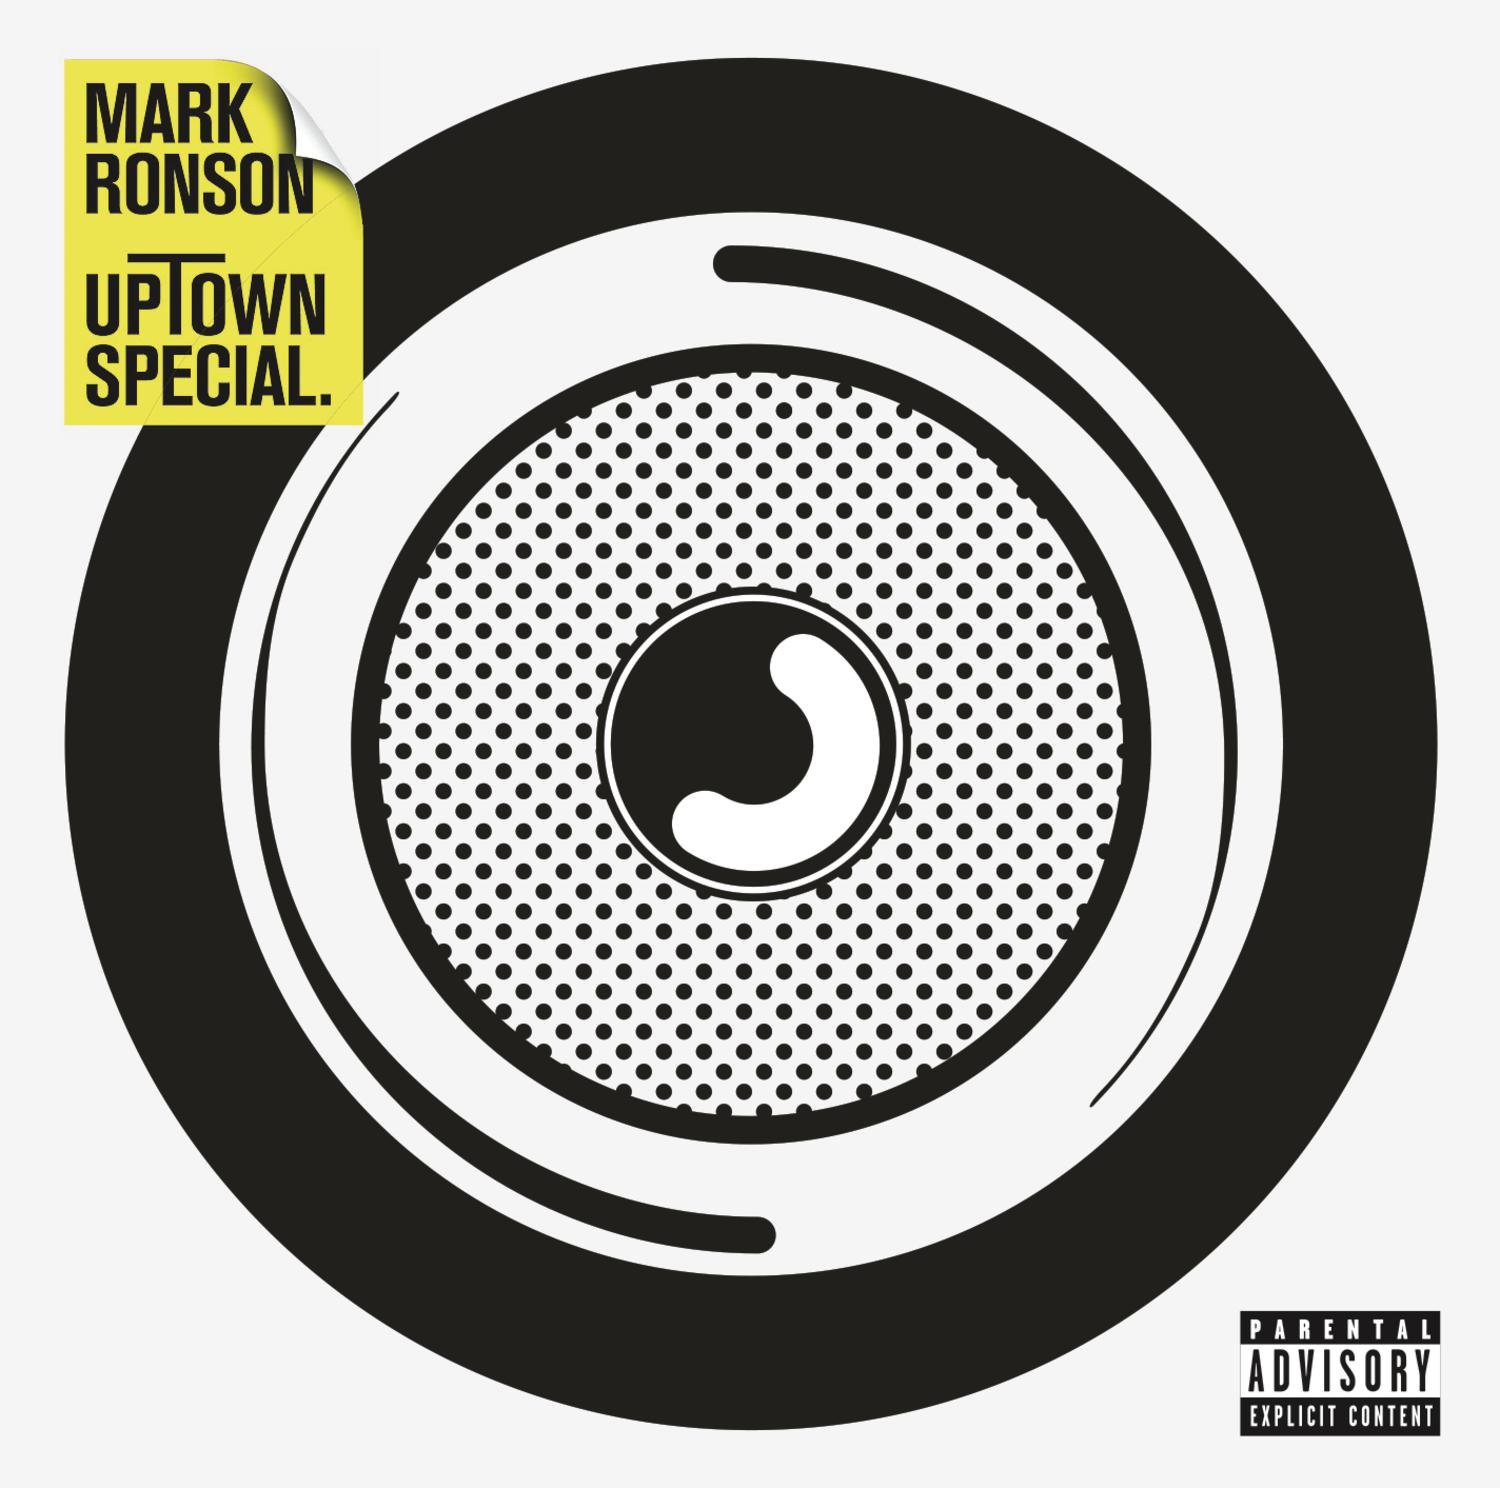 MARK
RONSON
UPTOWN
SPECIAL.
PARENTAL
ADVISORY
EXPLICIT CONTENT